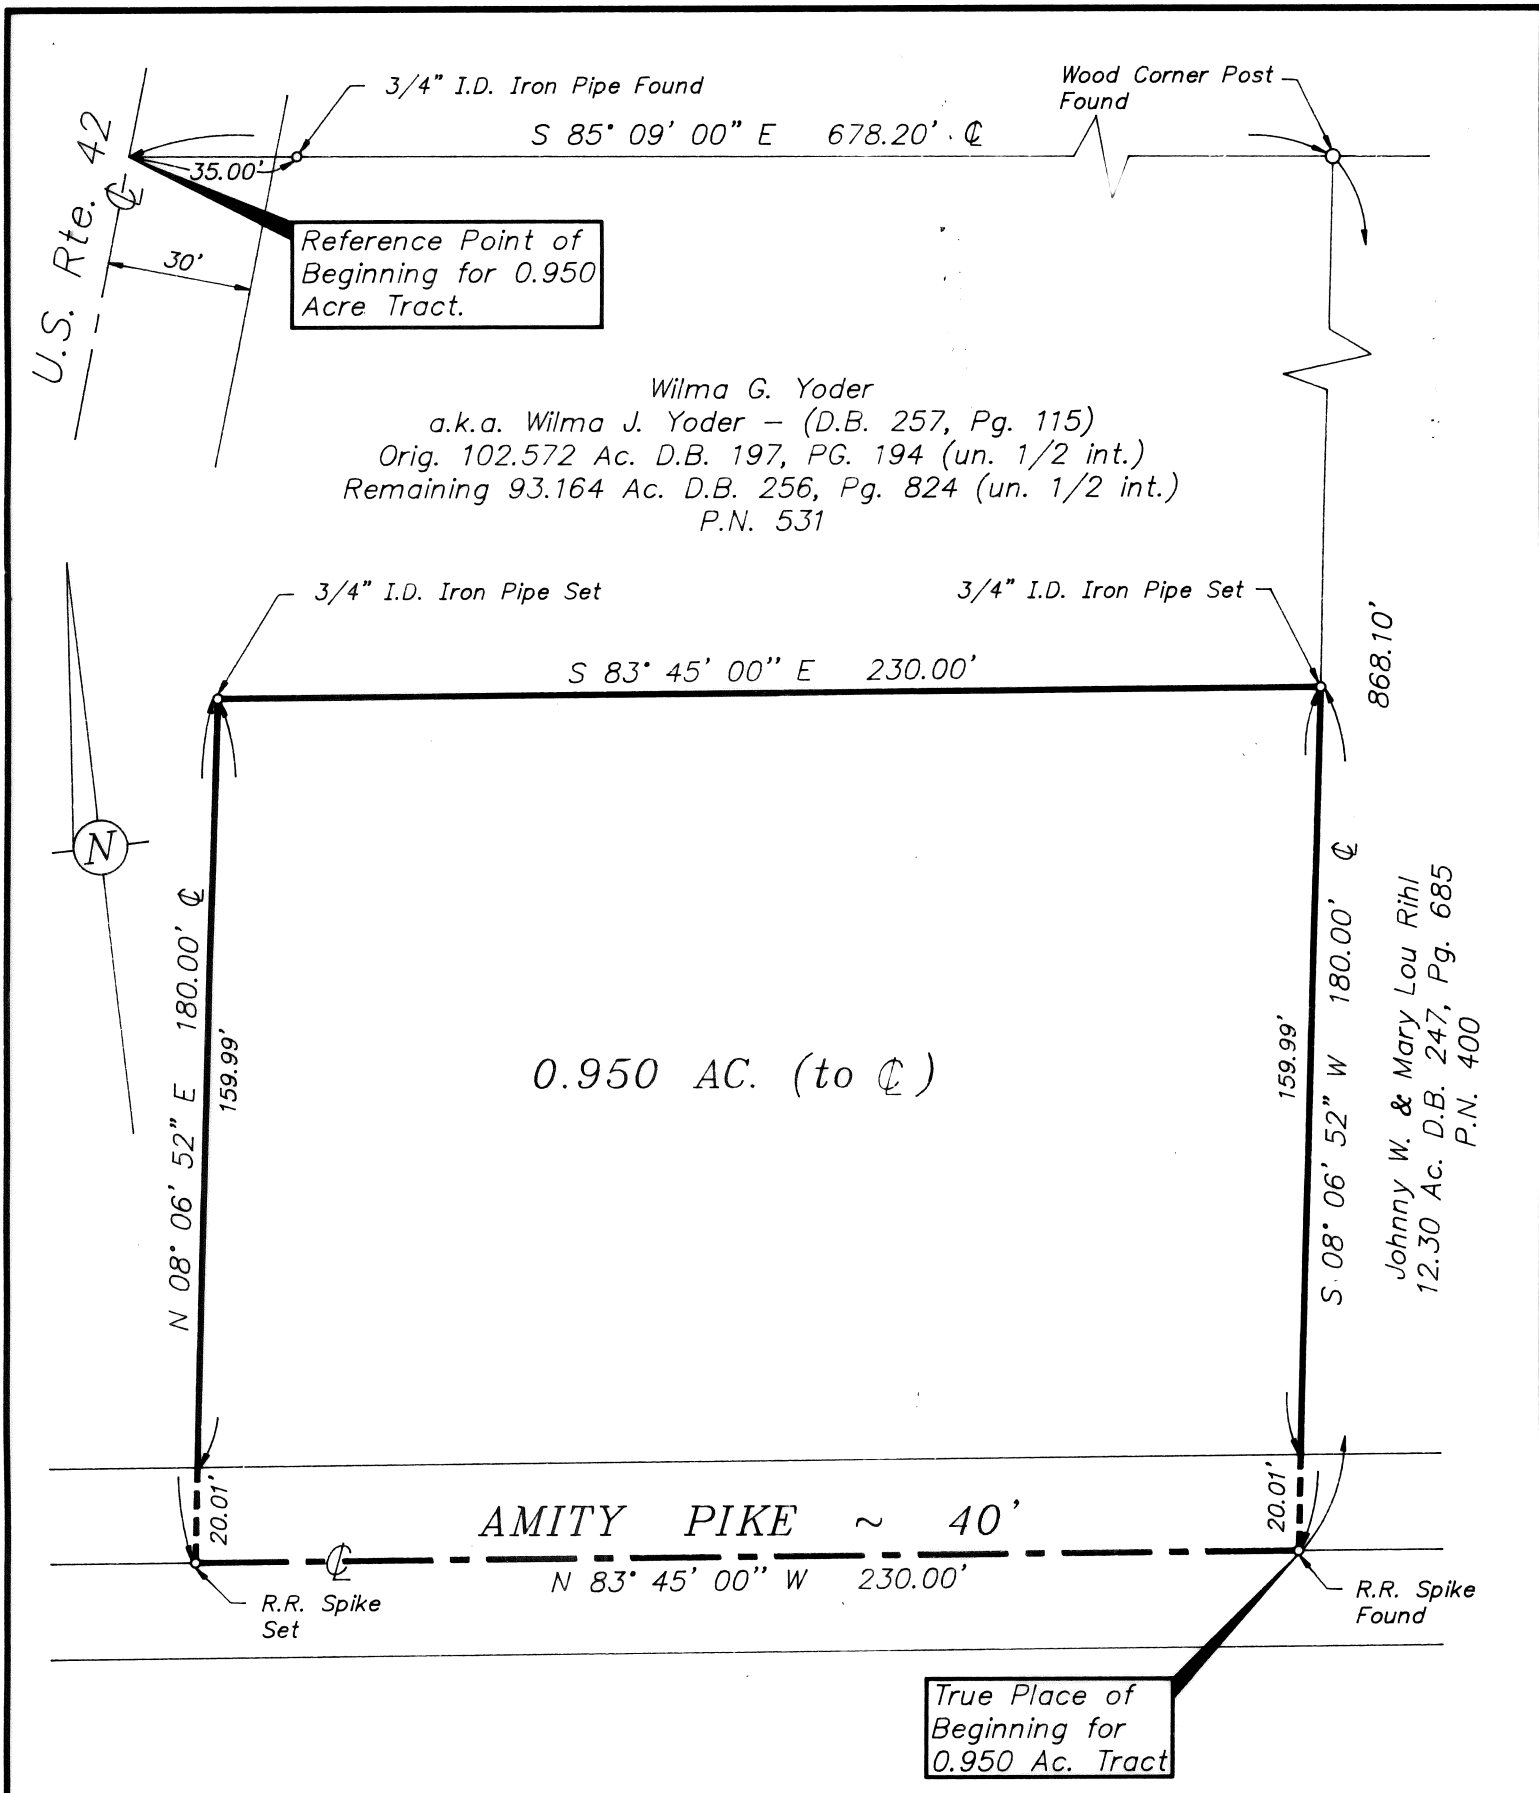 3/4" I.D. Iron Pipe Found
Wood Corner Post
Found
S 85° 09' 00" E 678.20' ℄
35.00'
U.S. Rte. 42
℄
30'
Reference Point of
Beginning for 0.950
Acre Tract.
Wilma G. Yoder
a.k.a. Wilma J. Yoder – (D.B. 257, Pg. 115)
Orig. 102.572 Ac. D.B. 197, PG. 194 (un. 1/2 int.)
Remaining 93.164 Ac. D.B. 256, Pg. 824 (un. 1/2 int.)
P.N. 531
3/4" I.D. Iron Pipe Set
3/4" I.D. Iron Pipe Set
S 83° 45' 00" E 230.00'
868.10'
N
N 08° 06' 52" E 180.00' ℄
159.99'
0.950 AC. (to ℄)
159.99'
S 08° 06' 52" W 180.00' ℄
Johnny W. & Mary Lou Rihl
12.30 Ac. D.B. 247, Pg. 685
P.N. 400
20.01'
AMITY PIKE ~ 40'
20.01'
℄
N 83° 45' 00" W 230.00'
R.R. Spike
Set
R.R. Spike
Found
True Place of
Beginning for
0.950 Ac. Tract